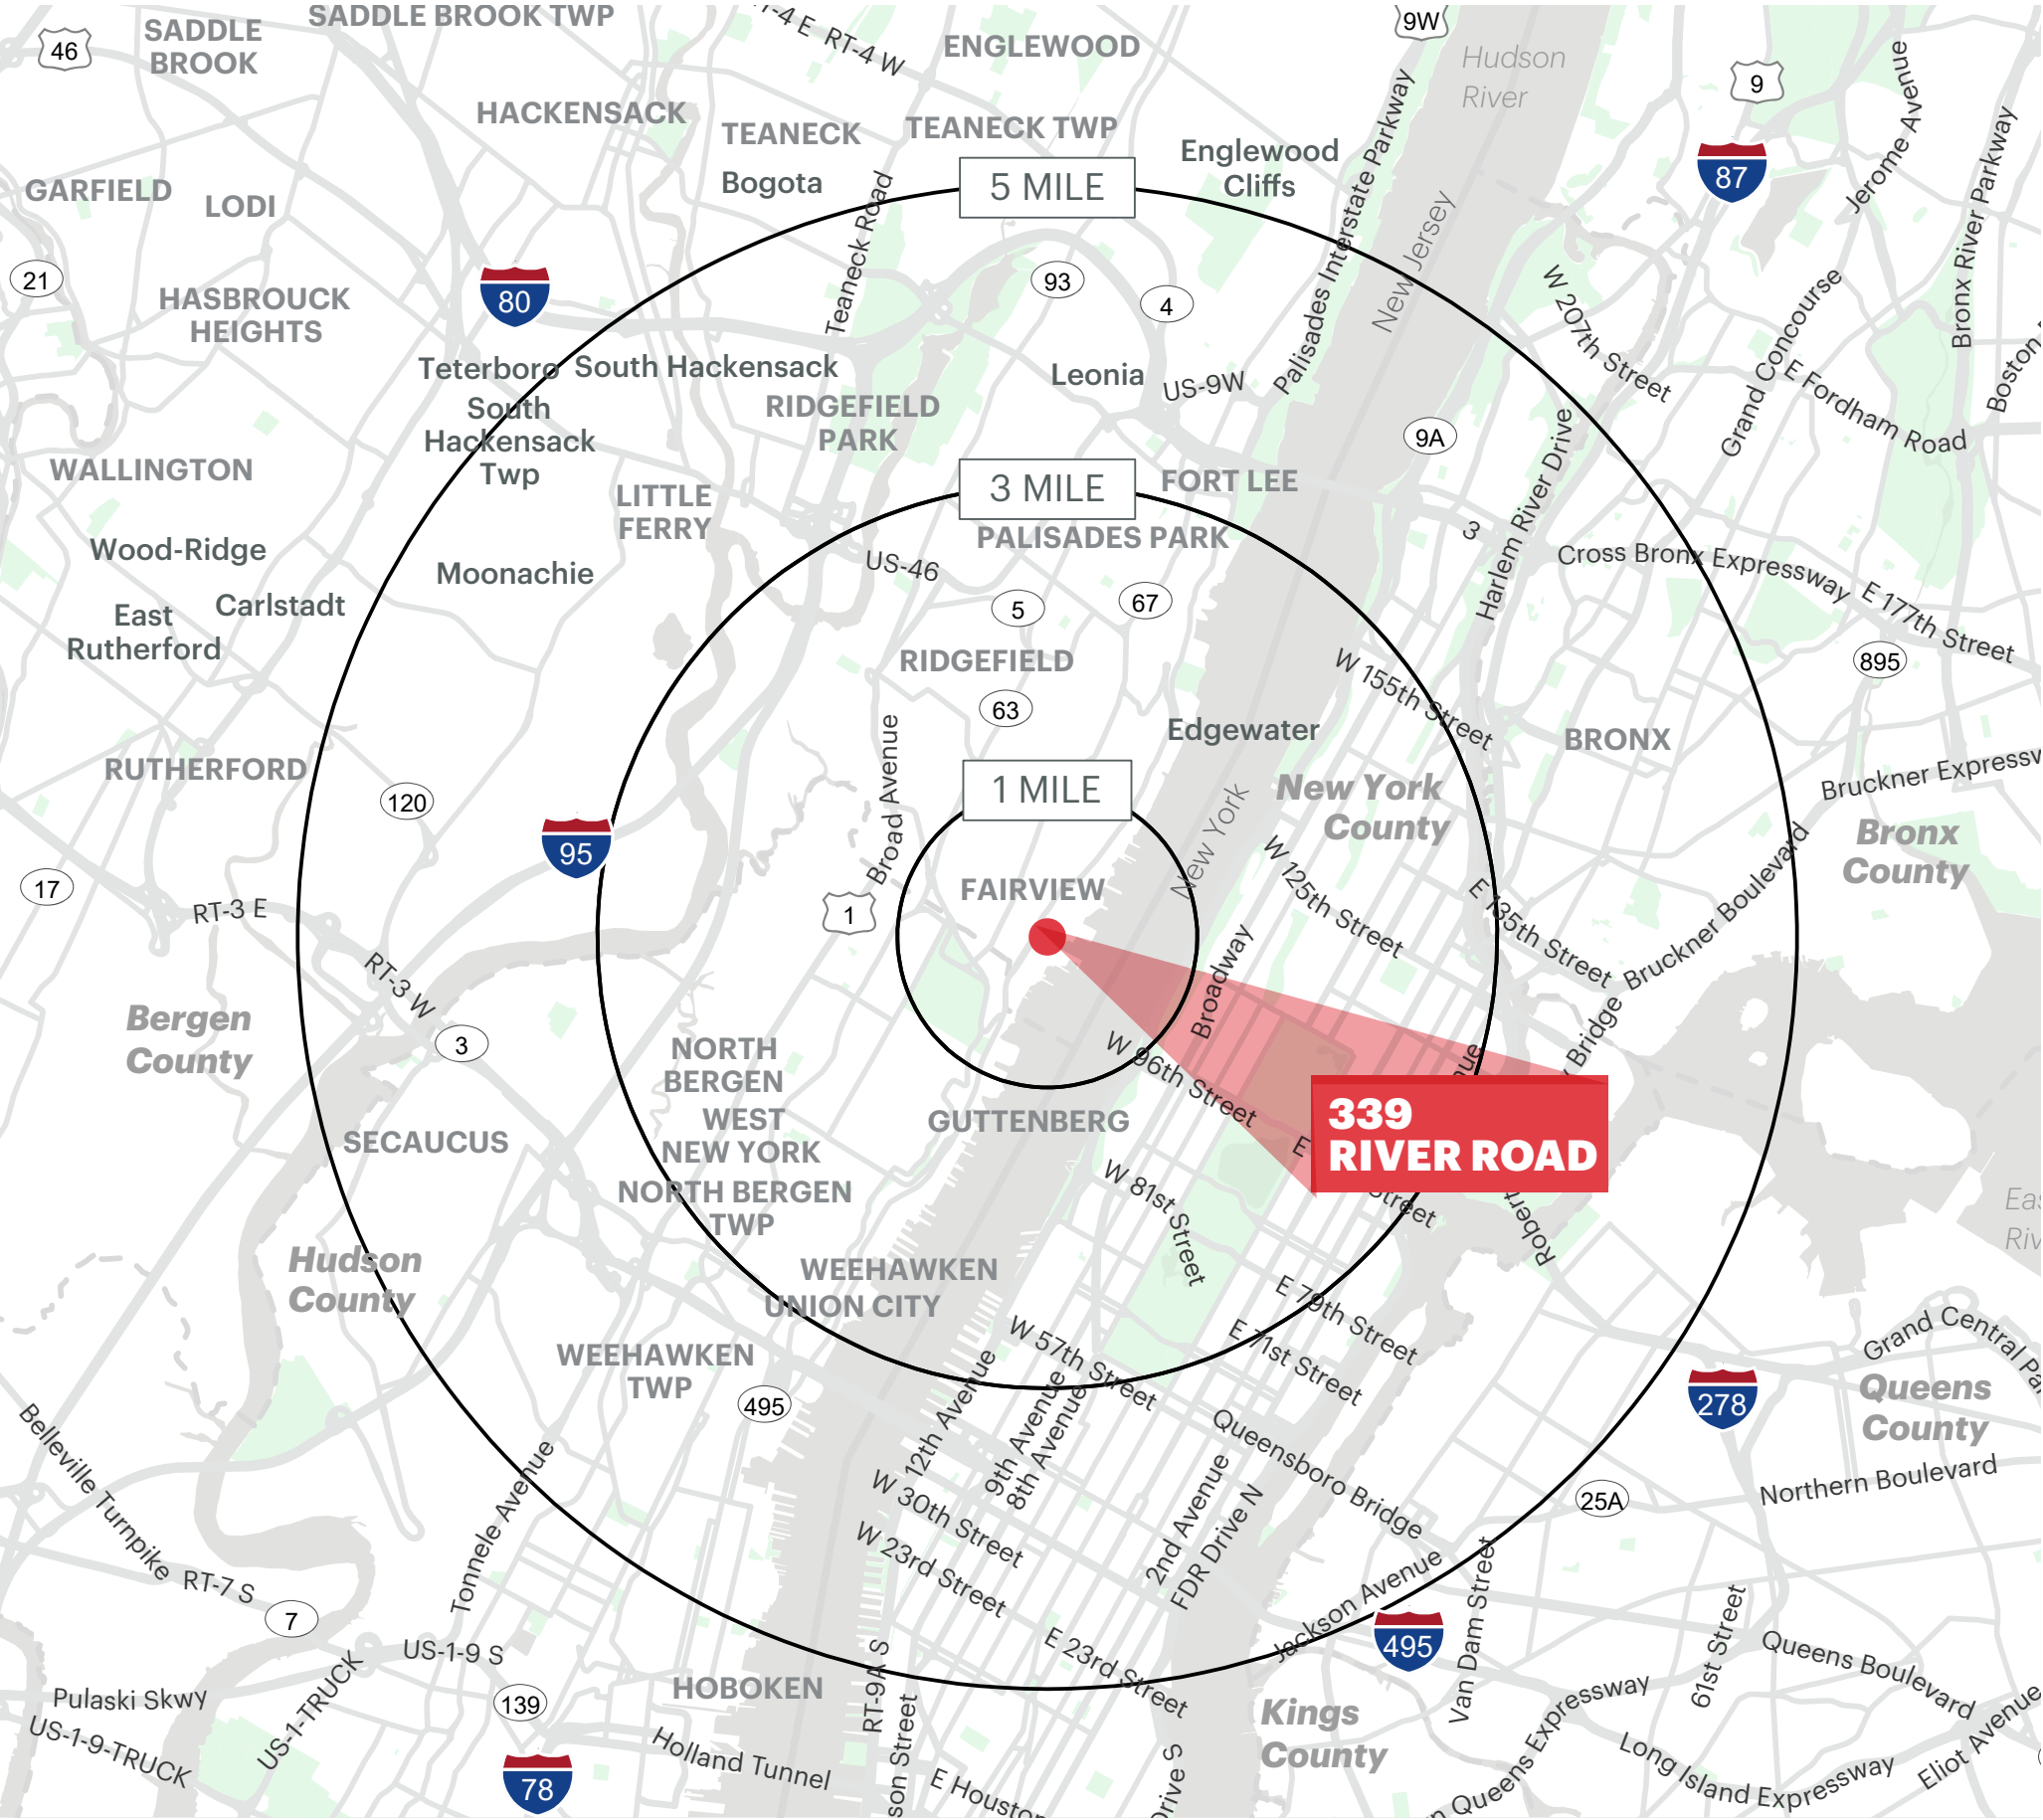 SADDLE BROOK TWP
9W
46
SADDLE
BROOK
RT-4 E
RT-4 W
ENGLEWOOD
Hudson
River
9
HACKENSACK
TEANECK
TEANECK TWP
Englewood
Cliffs
Palisades Interstate Parkway
87
Jerome Avenue
Bronx River Parkway
GARFIELD
LODI
Bogota
5 MILE
Teaneck Road
New Jersey
21
HASBROUCK
HEIGHTS
80
93
4
W 207th Street
Grand Concourse
E Fordham Road
Boston
Teterboro
South Hackensack
Leonia
US-9W
South
Hackensack
Twp
RIDGEFIELD
PARK
9A
Harlem River Drive
WALLINGTON
LITTLE
FERRY
3 MILE
FORT LEE
PALISADES PARK
3
Wood-Ridge
Moonachie
US-46
Cross Bronx Expressway
E 177th Street
East
Rutherford
Carlstadt
5
67
RIDGEFIELD
895
W 155th Street
63
Edgewater
BRONX
RUTHERFORD
120
Broad Avenue
1 MILE
New York
New York
County
Bruckner Expressw
95
Bronx
County
17
RT-3 E
1
FAIRVIEW
W 125th Street
E 135th Street
Bruckner Boulevard
RT-3 W
Broadway
Bridge
Bergen
County
3
NORTH
BERGEN
W 96th Street
nue
339
RIVER ROAD
WEST
NEW YORK
GUTTENBERG
E
Street
SECAUCUS
NORTH BERGEN
TWP
W 81st Street
Robert
Eas
Riv
Hudson
County
WEEHAWKEN
UNION CITY
E 79th Street
WEEHAWKEN
TWP
W 57th Street
E 71st Street
Grand Central Pa
495
12th Avenue
9th Avenue
8th Avenue
Queensboro Bridge
278
Queens
County
Belleville Turnpike
Tonnele Avenue
W 30th Street
2nd Avenue
FDR Drive N
25A
Northern Boulevard
W 23rd Street
RT-7 S
7
Jackson Avenue
Van Dam Street
61st Street
US-1-9 S
E 23rd Street
495
Queens Boulevard
Pulaski Skwy
US-1-TRUCK
139
HOBOKEN
RT-9A S
Kings
County
US-1-9-TRUCK
78
Holland Tunnel
son Street
E Houston
Drive S
n Queens Expressway
Long Island Expressway
Eliot Avenue